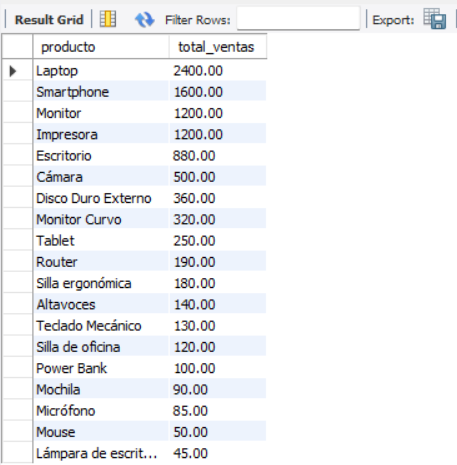 Result Grid Filter Rows: Export:
producto total_ventas
Laptop 2400.00
Smartphone 1600.00
Monitor 1200.00
Impresora 1200.00
Escritorio 880.00
Cámara 500.00
Disco Duro Externo 360.00
Monitor Curvo 320.00
Tablet 250.00
Router 190.00
Silla ergonómica 180.00
Altavoces 140.00
Teclado Mecánico 130.00
Silla de oficina 120.00
Power Bank 100.00
Mochila 90.00
Micrófono 85.00
Mouse 50.00
Lámpara de escrit... 45.00